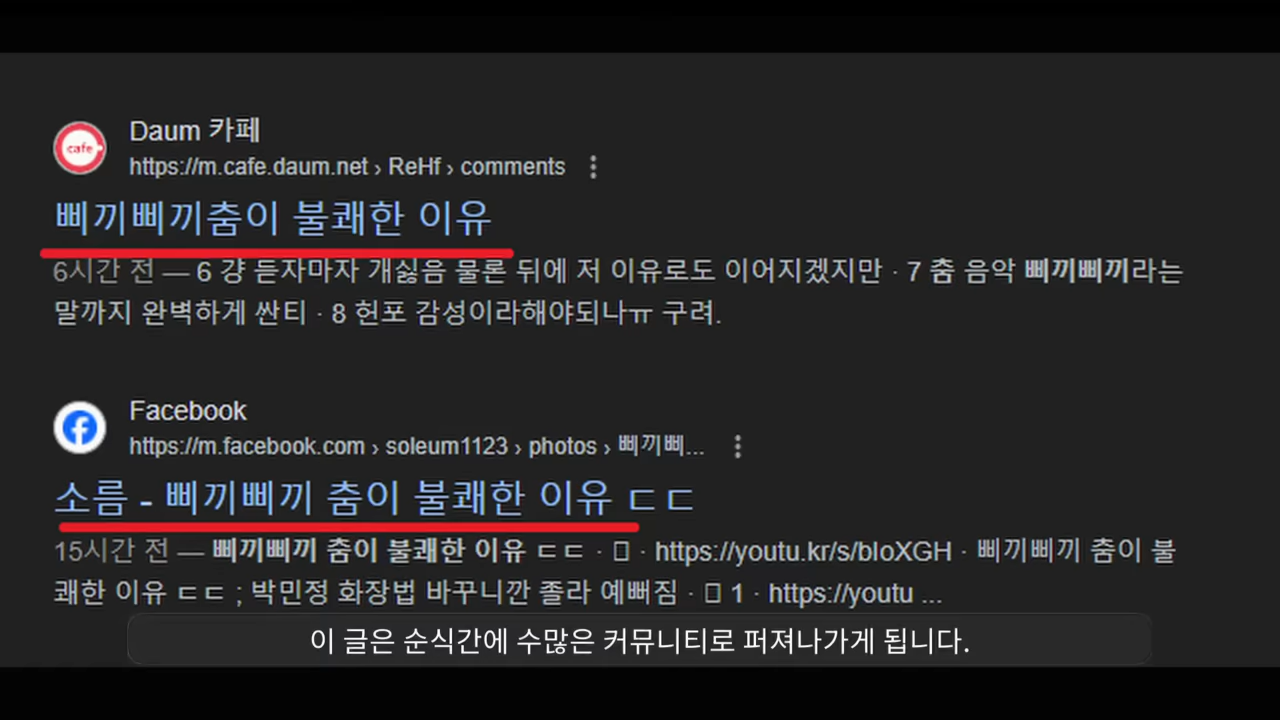 cafe
Daum 카페
https://m.cafe.daum.net › ReHf › comments
삐끼삐끼춤이 불쾌한 이유
6시간 전 — 6 걍 듣자마자 개싫음 물론 뒤에 저 이유로도 이어지겠지만 · 7 춤 음악 삐끼삐끼라는
말까지 완벽하게 싼티 · 8 헌포 감성이라해야되나ㅠ 구려.
Facebook
https://m.facebook.com › soleum1123 › photos › 삐끼삐...
소름 - 삐끼삐끼 춤이 불쾌한 이유 ㄷㄷ
15시간 전 — 삐끼삐끼 춤이 불쾌한 이유 ㄷㄷ · · https://youtu.kr/s/bIoXGH · 삐끼삐끼 춤이 불
쾌한 이유 ㄷㄷ ; 박민정 화장법 바꾸니깐 졸라 예뻐짐 · 1 · https://youtu ...
이 글은 순식간에 수많은 커뮤니티로 퍼져나가게 됩니다.